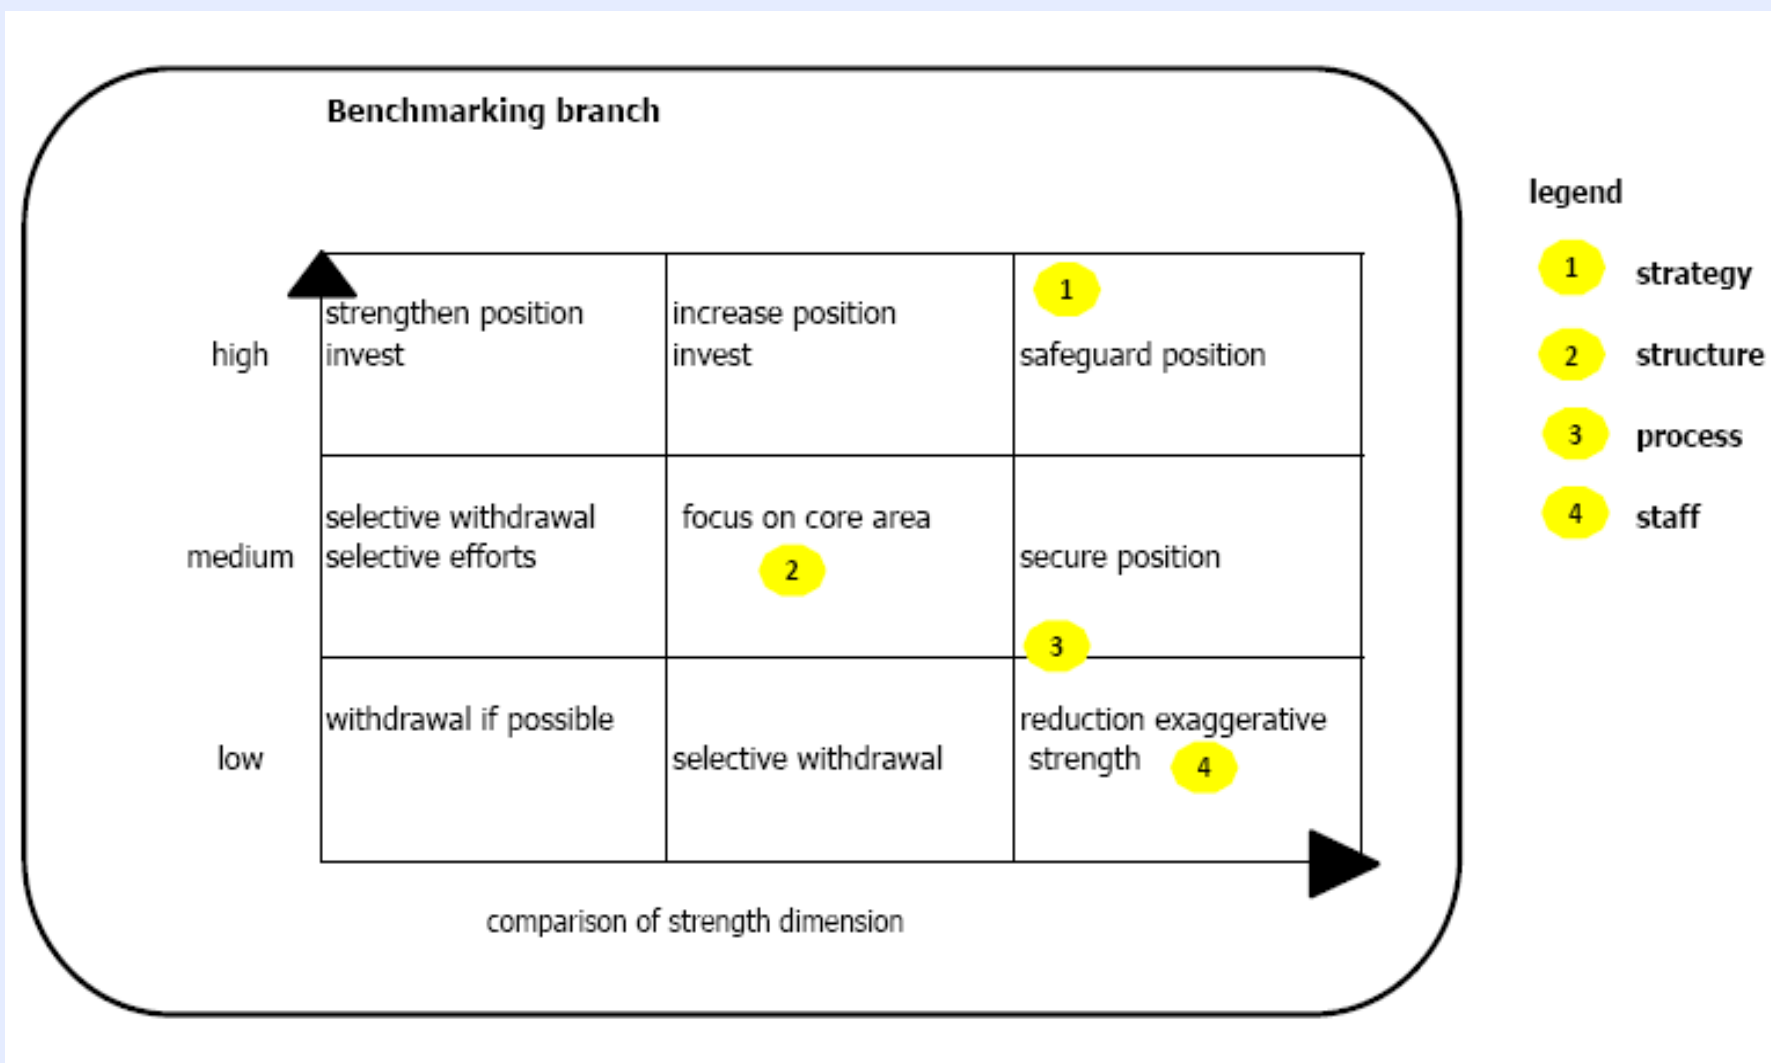 Benchmarking branch
legend
1 strategy
2 structure
3 process
4 staff
high
strengthen position
invest
increase position
invest
1
safeguard position
medium
selective withdrawal
selective efforts
focus on core area
2
secure position
3
low
withdrawal if possible
selective withdrawal
reduction exaggerative
strength 4
comparison of strength dimension